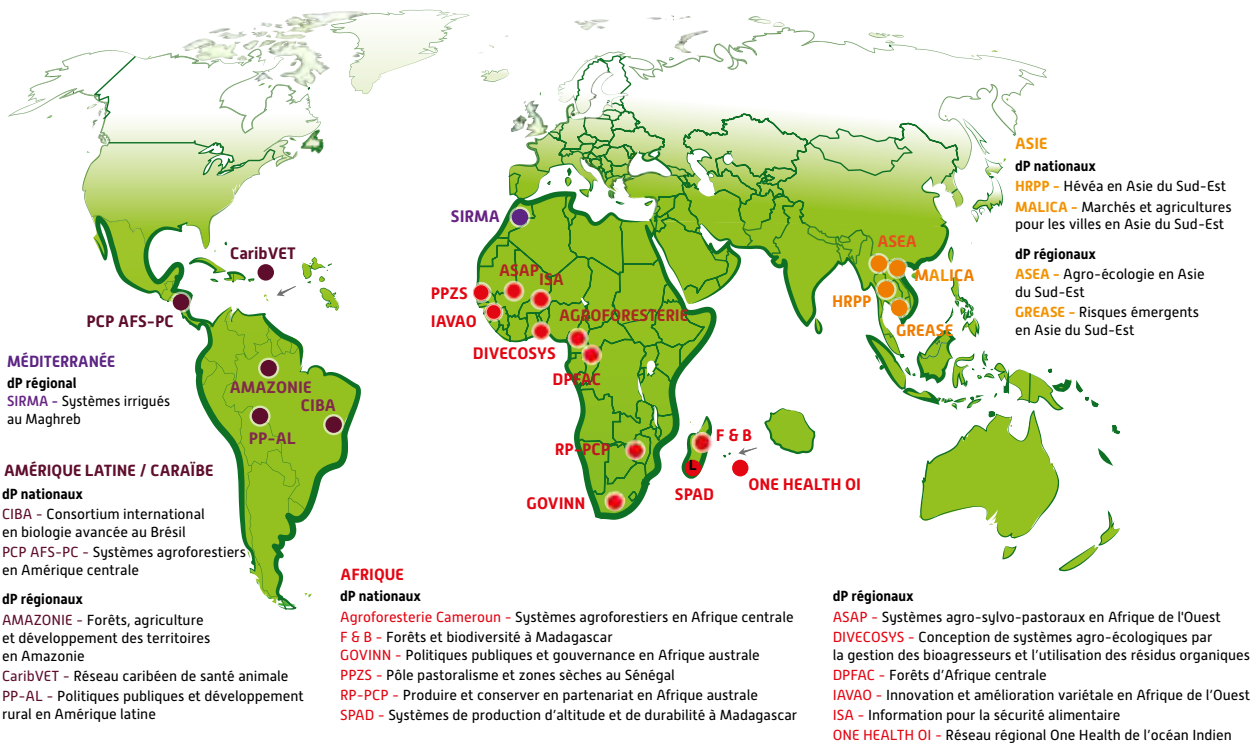 CaribVET
PCP AFS-PC
AMAZONIE
CIBA
PP-AL
SIRMA
ASAP
ISA
PPZS
IAVAO
AGROFORESTERIE
DIVECOSYS
DPFAC
RP-PCP
F & B
L
SPAD
ONE HEALTH OI
GOVINN
ASEA
MALICA
HRPP
GREASE
ASIE
dP nationaux
HRPP - Hévéa en Asie du Sud-Est
MALICA - Marchés et agricultures
pour les villes en Asie du Sud-Est
dP régionaux
ASEA - Agro-écologie en Asie
du Sud-Est
GREASE - Risques émergents
en Asie du Sud-Est
MÉDITERRANÉE
dP régional
SIRMA - Systèmes irrigués
au Maghreb
AMÉRIQUE LATINE / CARAÏBE
dP nationaux
CIBA - Consortium international
en biologie avancée au Brésil
PCP AFS-PC - Systèmes agroforestiers
en Amérique centrale
dP régionaux
AMAZONIE - Forêts, agriculture
et développement des territoires
en Amazonie
CaribVET - Réseau caribéen de santé animale
PP-AL - Politiques publiques et développement
rural en Amérique latine
AFRIQUE
dP nationaux
Agroforesterie Cameroun - Systèmes agroforestiers en Afrique centrale
F & B - Forêts et biodiversité à Madagascar
GOVINN - Politiques publiques et gouvernance en Afrique australe
PPZS - Pôle pastoralisme et zones sèches au Sénégal
RP-PCP - Produire et conserver en partenariat en Afrique australe
SPAD - Systèmes de production d'altitude et de durabilité à Madagascar
dP régionaux
ASAP - Systèmes agro-sylvo-pastoraux en Afrique de l'Ouest
DIVECOSYS - Conception de systèmes agro-écologiques par
la gestion des bioagresseurs et l'utilisation des résidus organiques
DPFAC - Forêts d'Afrique centrale
IAVAO - Innovation et amélioration variétale en Afrique de l'Ouest
ISA - Information pour la sécurité alimentaire
ONE HEALTH OI - Réseau régional One Health de l'océan Indien